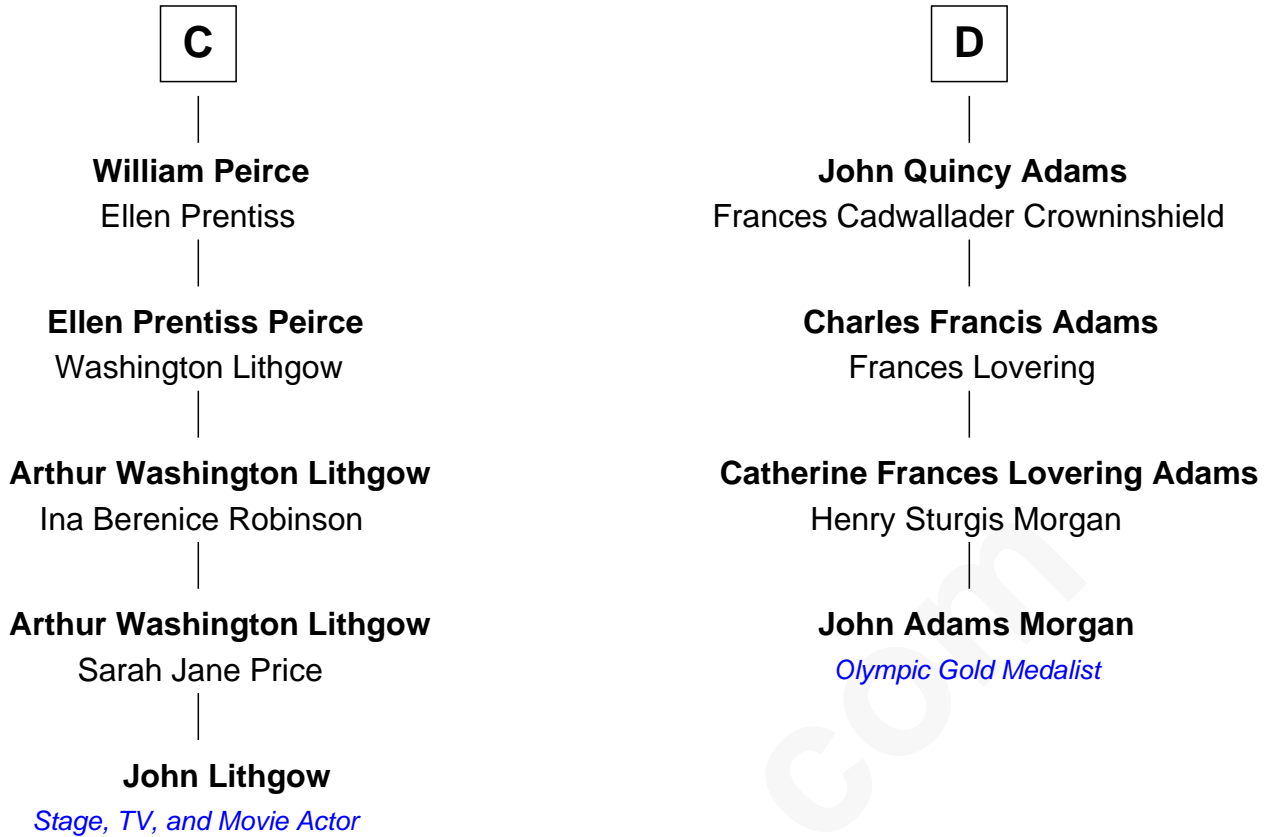 C
William Peirce
Ellen Prentiss
Ellen Prentiss Peirce
Washington Lithgow
Arthur Washington Lithgow
Ina Berenice Robinson
Arthur Washington Lithgow
Sarah Jane Price
John Lithgow
Stage, TV, and Movie Actor
D
John Quincy Adams
Frances Cadwallader Crowninshield
Charles Francis Adams
Frances Lovering
Catherine Frances Lovering Adams
Henry Sturgis Morgan
John Adams Morgan
Olympic Gold Medalist
com